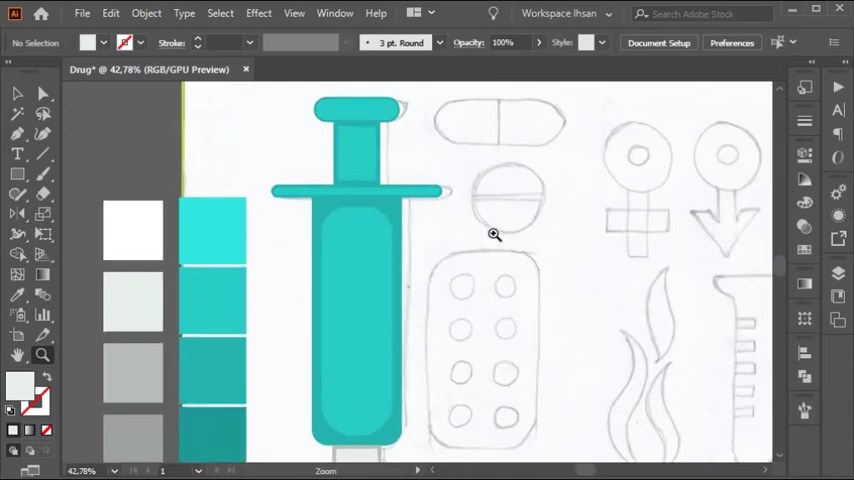 Ai File Edit Object Type Select Effect View Window Help Workspace Ihsan Search Adobe Stock
No Selection Stroke: 3 pt. Round Opacity: 100% Style: Document Setup Preferences
Drug* @ 42,78% (RGB/GPU Preview)
42,78% 1 Zoom